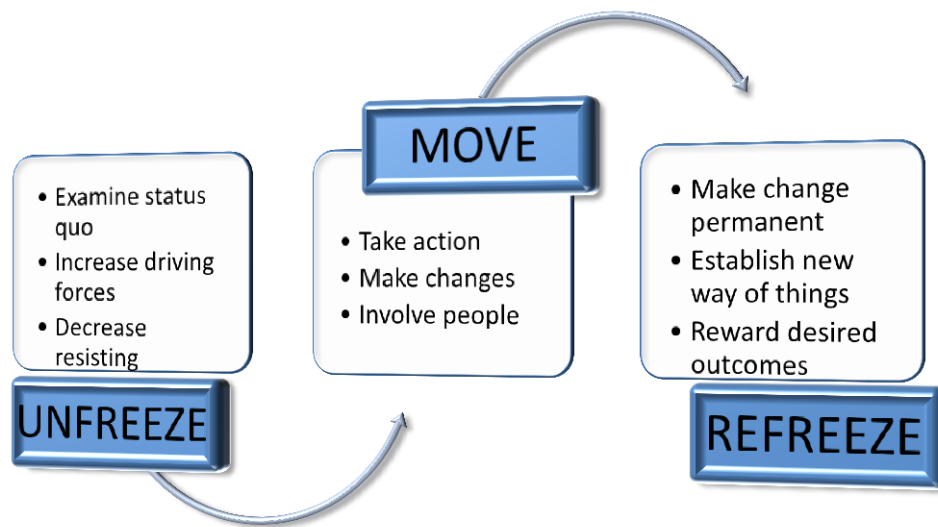 • Examine status
quo
• Increase driving
forces
• Decrease
resisting
UNFREEZE
MOVE
• Take action
• Make changes
• Involve people
• Make change
permanent
• Establish new
way of things
• Reward desired
outcomes
REFREEZE